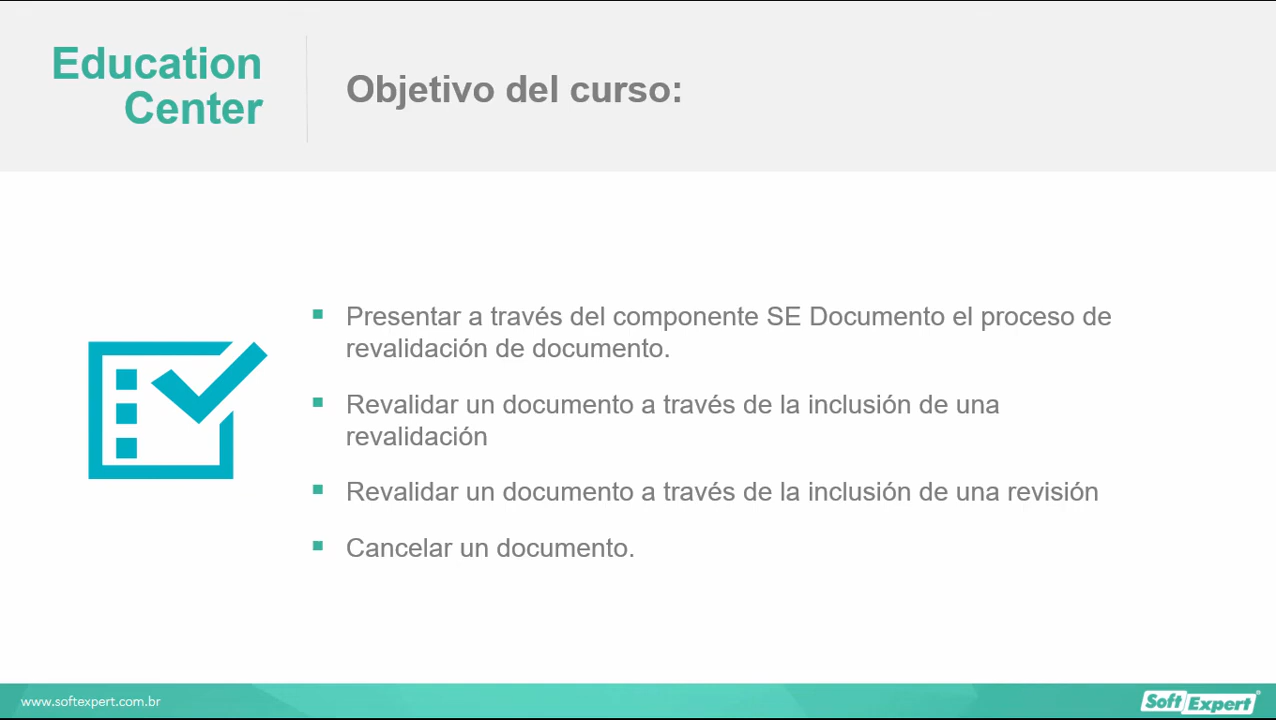 Education
Center
Objetivo del curso:
Presentar a través del componente SE Documento el proceso de
revalidación de documento.
Revalidar un documento a través de la inclusión de una
revalidación
Revalidar un documento a través de la inclusión de una revisión
Cancelar un documento.
www.softexpert.com.br
SoftExpert®